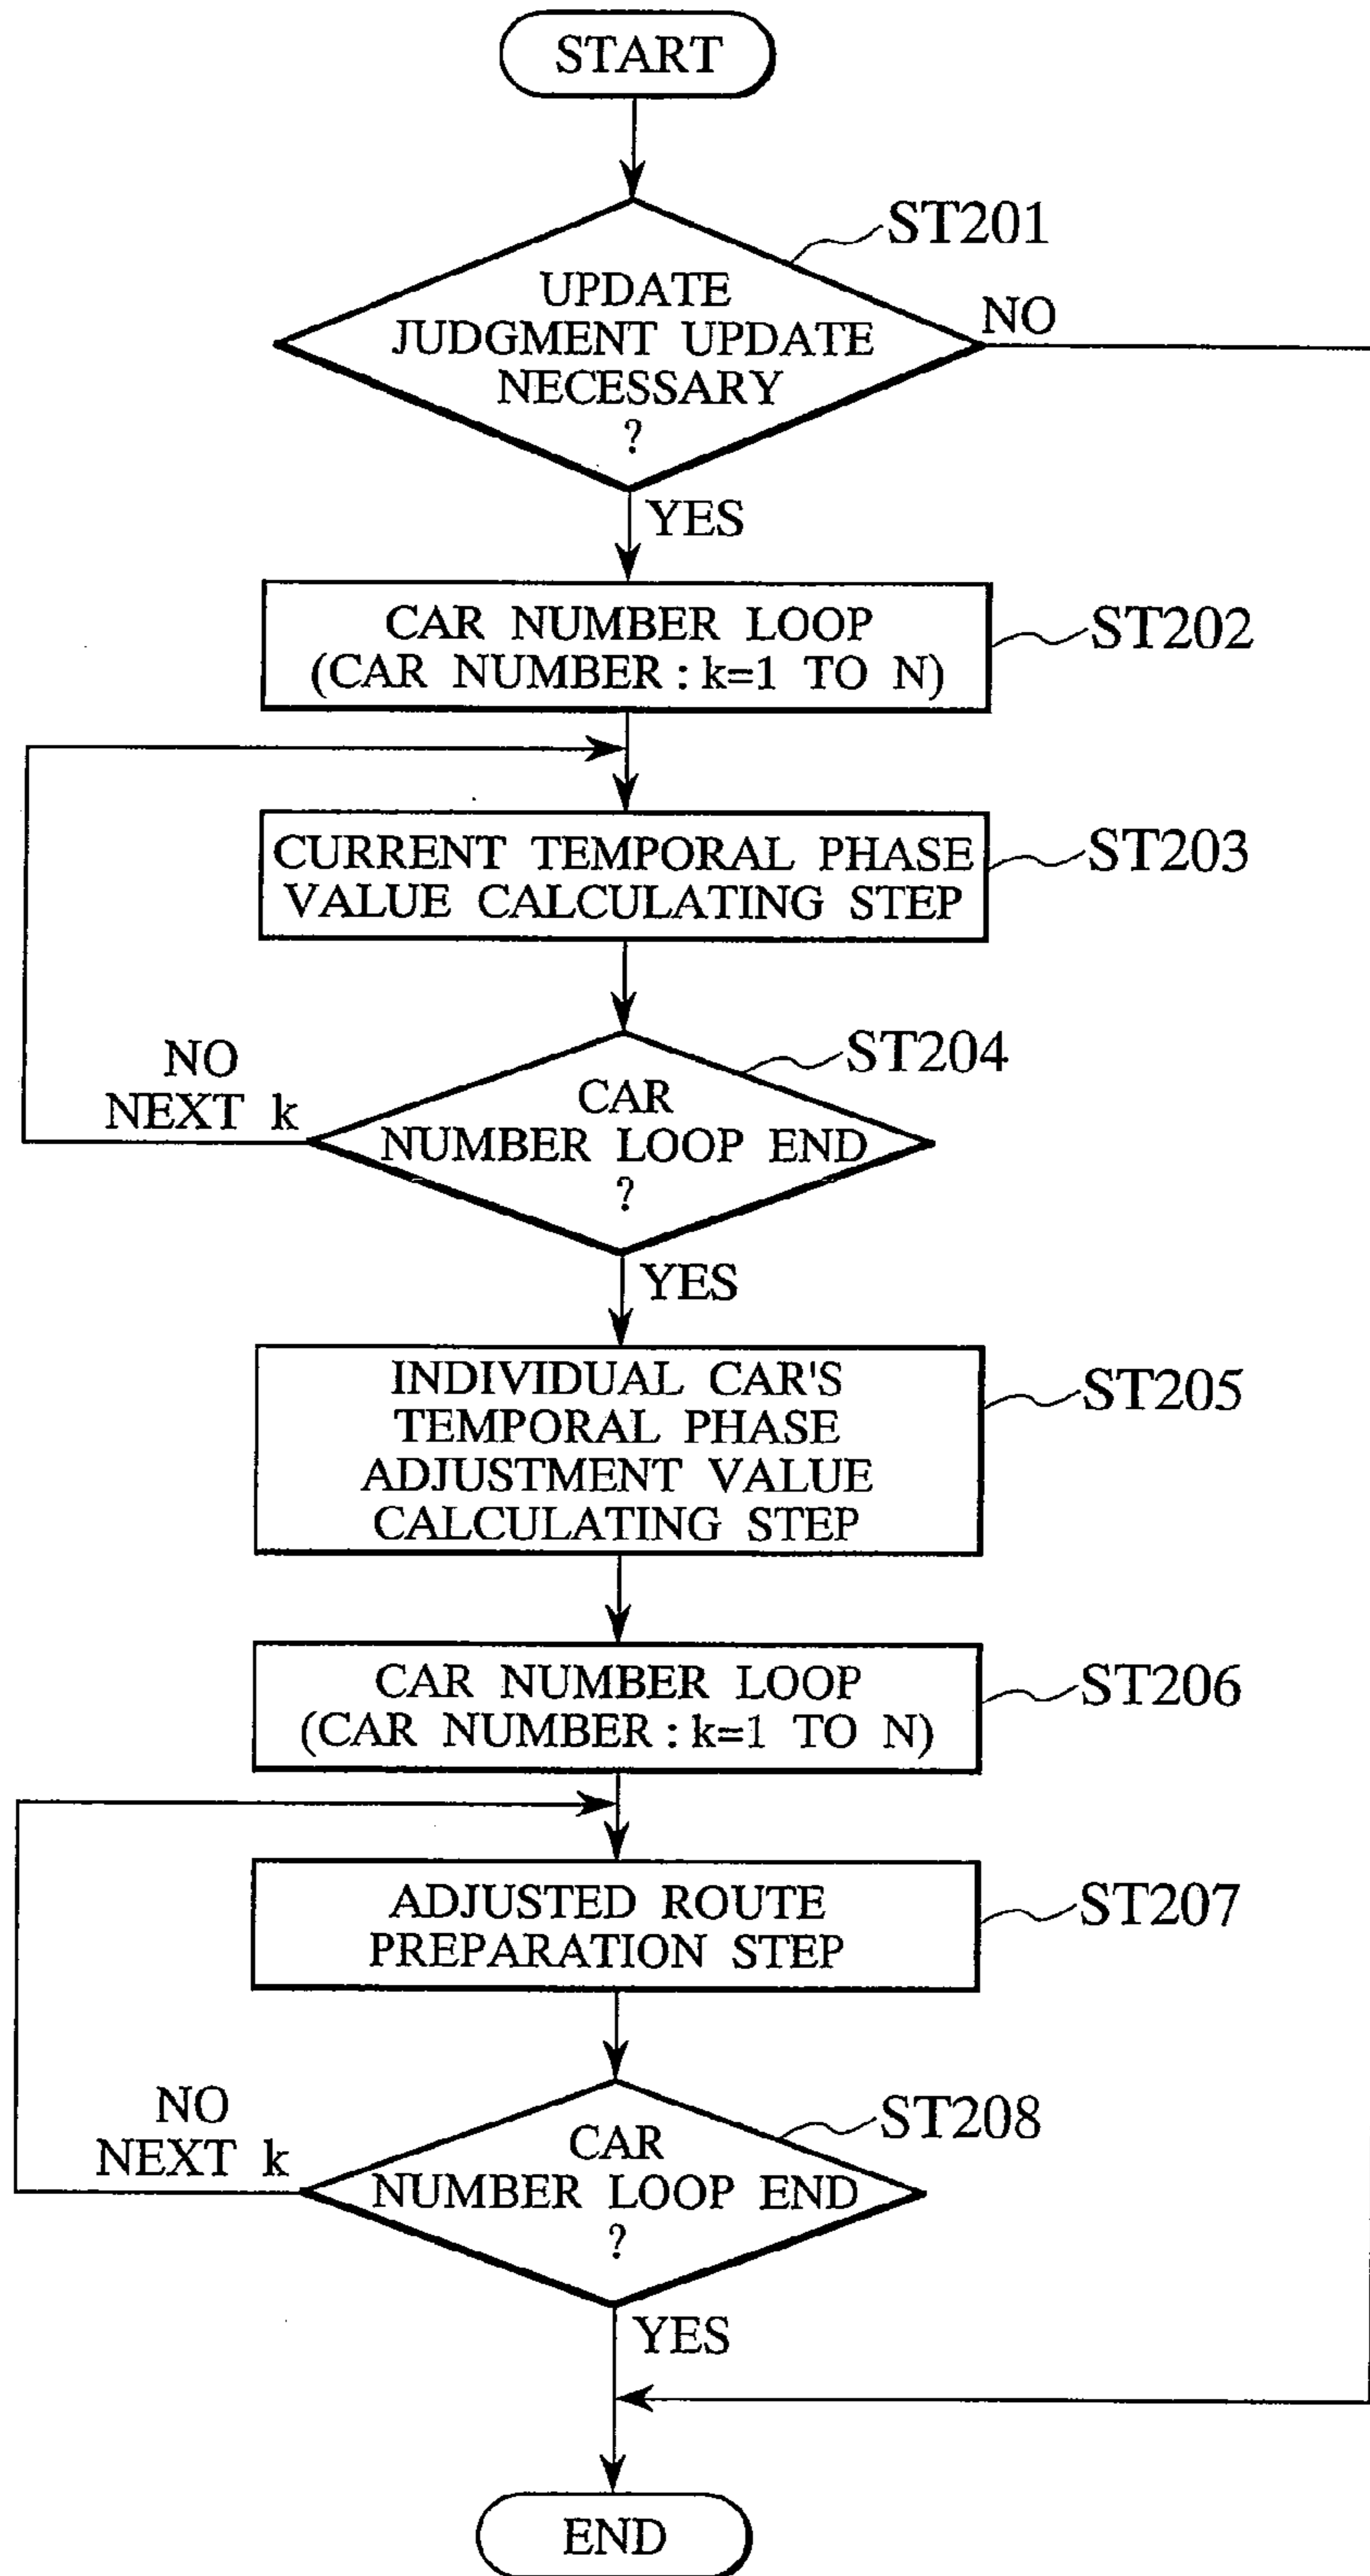 START
ST201
UPDATE
JUDGMENT UPDATE
NECESSARY
?
NO
YES
CAR NUMBER LOOP
(CAR NUMBER : k=1 TO N)
ST202
CURRENT TEMPORAL PHASE
VALUE CALCULATING STEP
ST203
ST204
NO
NEXT k
CAR
NUMBER LOOP END
?
YES
INDIVIDUAL CAR'S
TEMPORAL PHASE
ADJUSTMENT VALUE
CALCULATING STEP
ST205
CAR NUMBER LOOP
(CAR NUMBER : k=1 TO N)
ST206
ADJUSTED ROUTE
PREPARATION STEP
ST207
ST208
NO
NEXT k
CAR
NUMBER LOOP END
?
YES
END